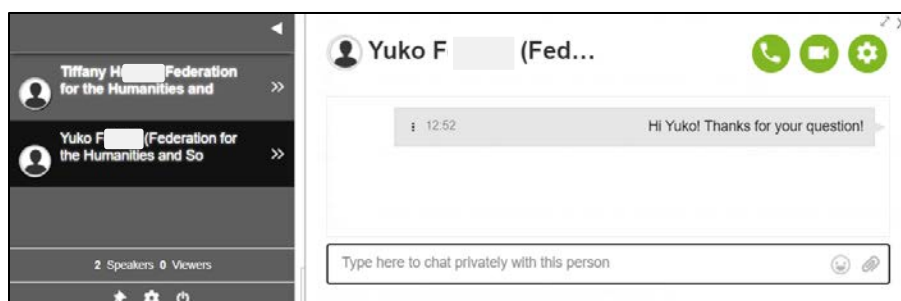 Tiffany H Federation
for the Humanities and
Yuko F (Federation for
the Humanities and So
2 Speakers 0 Viewers
Yuko F (Fed...
12:52 Hi Yuko! Thanks for your question!
Type here to chat privately with this person